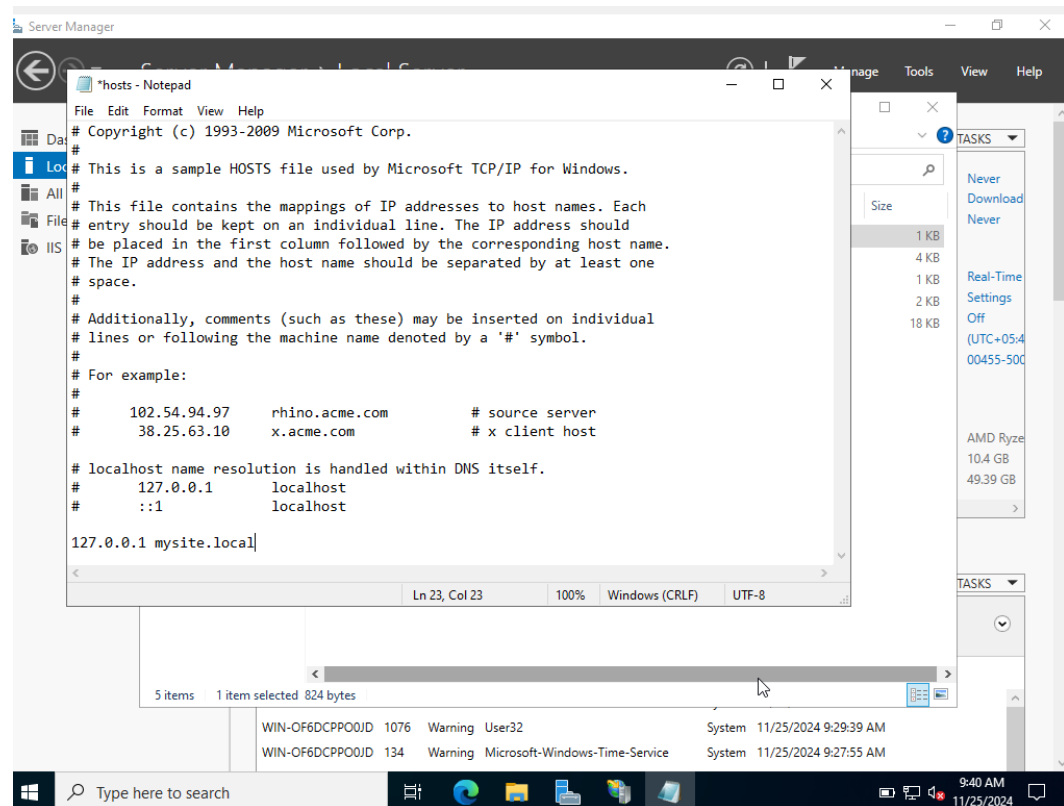 Server Manager
*hosts - Notepad
Manage Tools View Help
File Edit Format View Help
# Copyright (c) 1993-2009 Microsoft Corp.
#
# This is a sample HOSTS file used by Microsoft TCP/IP for Windows.
#
# This file contains the mappings of IP addresses to host names. Each
# entry should be kept on an individual line. The IP address should
# be placed in the first column followed by the corresponding host name.
# The IP address and the host name should be separated by at least one
# space.
#
# Additionally, comments (such as these) may be inserted on individual
# lines or following the machine name denoted by a '#' symbol.
#
# For example:
#
# 102.54.94.97 rhino.acme.com # source server
# 38.25.63.10 x.acme.com # x client host
# localhost name resolution is handled within DNS itself.
# 127.0.0.1 localhost
# ::1 localhost
127.0.0.1 mysite.local
Ln 23, Col 23 100% Windows (CRLF) UTF-8
Das
Loc
All
File
IIS
Size
1 KB
4 KB
1 KB
2 KB
18 KB
TASKS
Never
Download
Never
Real-Time
Settings
Off
(UTC+05:4
00455-500
AMD Ryze
10.4 GB
49.39 GB
TASKS
5 items 1 item selected 824 bytes
WIN-OF6DCPPO0JD 1076 Warning User32 System 11/25/2024 9:29:39 AM
WIN-OF6DCPPO0JD 134 Warning Microsoft-Windows-Time-Service System 11/25/2024 9:27:55 AM
Type here to search
9:40 AM
11/25/2024